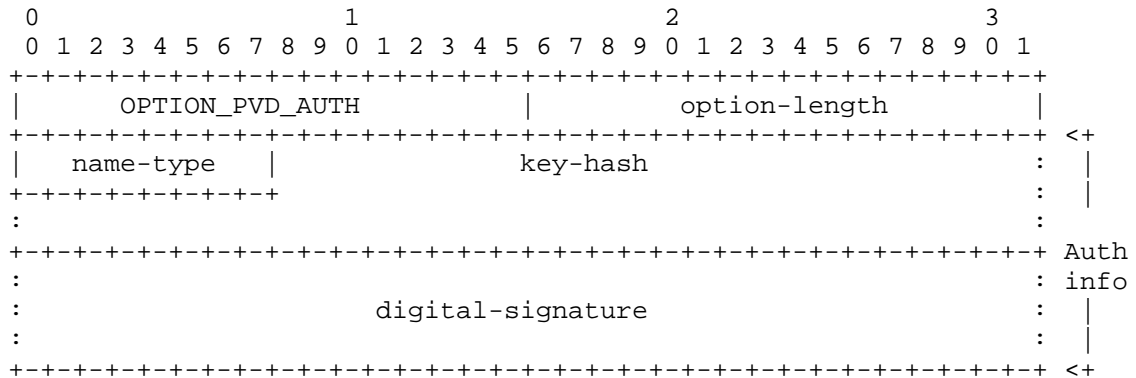 0                   1                   2                   3
 0 1 2 3 4 5 6 7 8 9 0 1 2 3 4 5 6 7 8 9 0 1 2 3 4 5 6 7 8 9 0 1
+-+-+-+-+-+-+-+-+-+-+-+-+-+-+-+-+-+-+-+-+-+-+-+-+-+-+-+-+-+-+-+-+
|      OPTION_PVD_AUTH          |         option-length         |
+-+-+-+-+-+-+-+-+-+-+-+-+-+-+-+-+-+-+-+-+-+-+-+-+-+-+-+-+-+-+-+-+ <+
|   name-type   |               key-hash                        :  |
+-+-+-+-+-+-+-+-+                                               :  |
:                                                               :
+-+-+-+-+-+-+-+-+-+-+-+-+-+-+-+-+-+-+-+-+-+-+-+-+-+-+-+-+-+-+-+-+ Auth
:                                                               : info
:                      digital-signature                        :  |
:                                                               :  |
+-+-+-+-+-+-+-+-+-+-+-+-+-+-+-+-+-+-+-+-+-+-+-+-+-+-+-+-+-+-+-+-+ <+